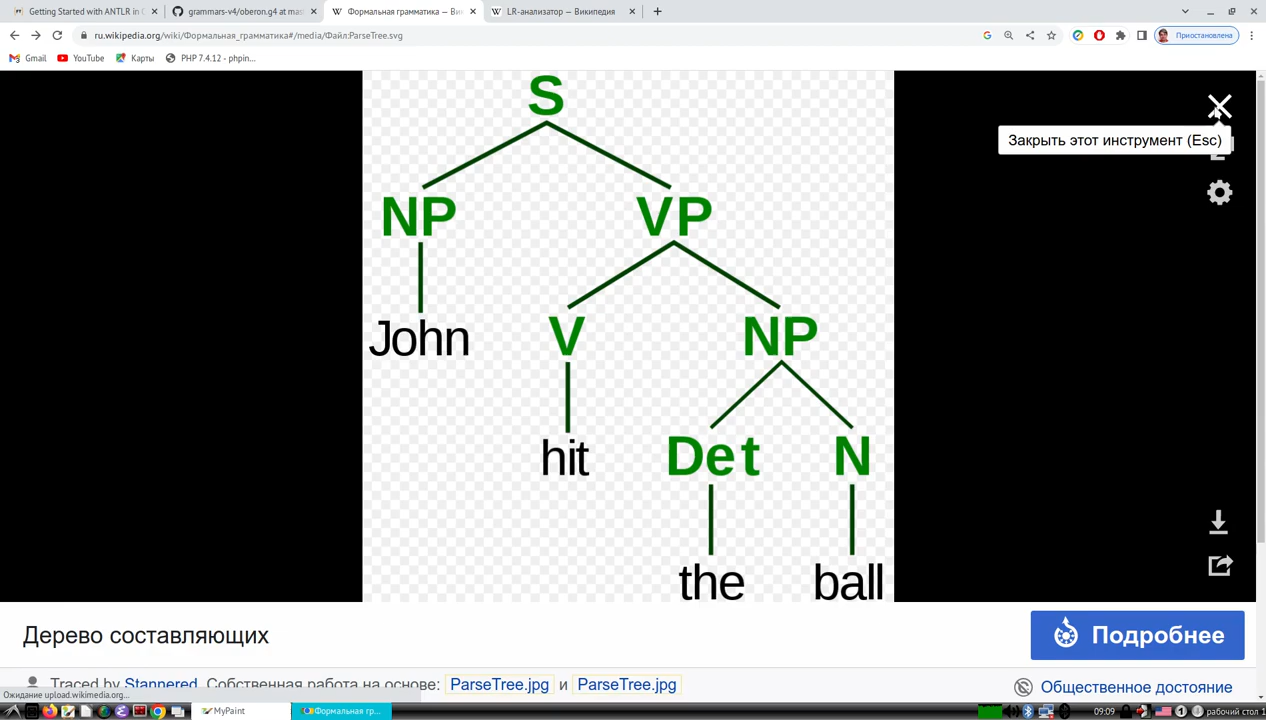 Getting Started with ANTLR in C
grammars-v4/oberon.g4 at mas
Формальная грамматика — Ви
LR-анализатор — Википедия
ru.wikipedia.org/wiki/Формальная_грамматика#/media/Файл:ParseTree.svg
Приостановлена
Gmail
YouTube
Карты
PHP 7.4.12 - phpin...
Закрыть этот инструмент (Esc)
S
NP VP
John V NP
hit Det N
the ball
Дерево составляющих
Подробнее
Traced by Stannered, Собственная работа на основе: ParseTree.jpg и ParseTree.jpg
Общественное достояние
Ожидание upload.wikimedia.org...
MyPaint
Формальная гр...
09:09
1
1
рабочий стол 1